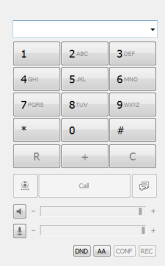 1 2 ABC 3 DEF
4 GHI 5 JKL 6 MNO
7 PQRS 8 TUV 9 WXYZ
* 0 #
R + C
Call
- +
- +
DND AA CONF REC